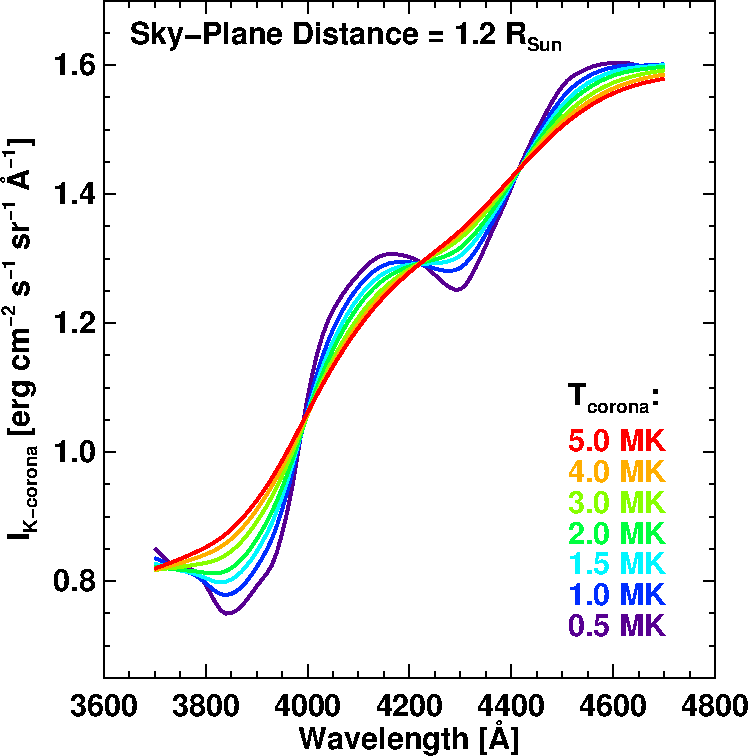 Sky−Plane Distance = 1.2 R_Sun
1.6
1.4
1.2
1.0
0.8
I_K−corona [erg cm⁻² s⁻¹ sr⁻¹ Å⁻¹]
T_corona:
5.0 MK
4.0 MK
3.0 MK
2.0 MK
1.5 MK
1.0 MK
0.5 MK
3600 3800 4000 4200 4400 4600 4800
Wavelength [Å]